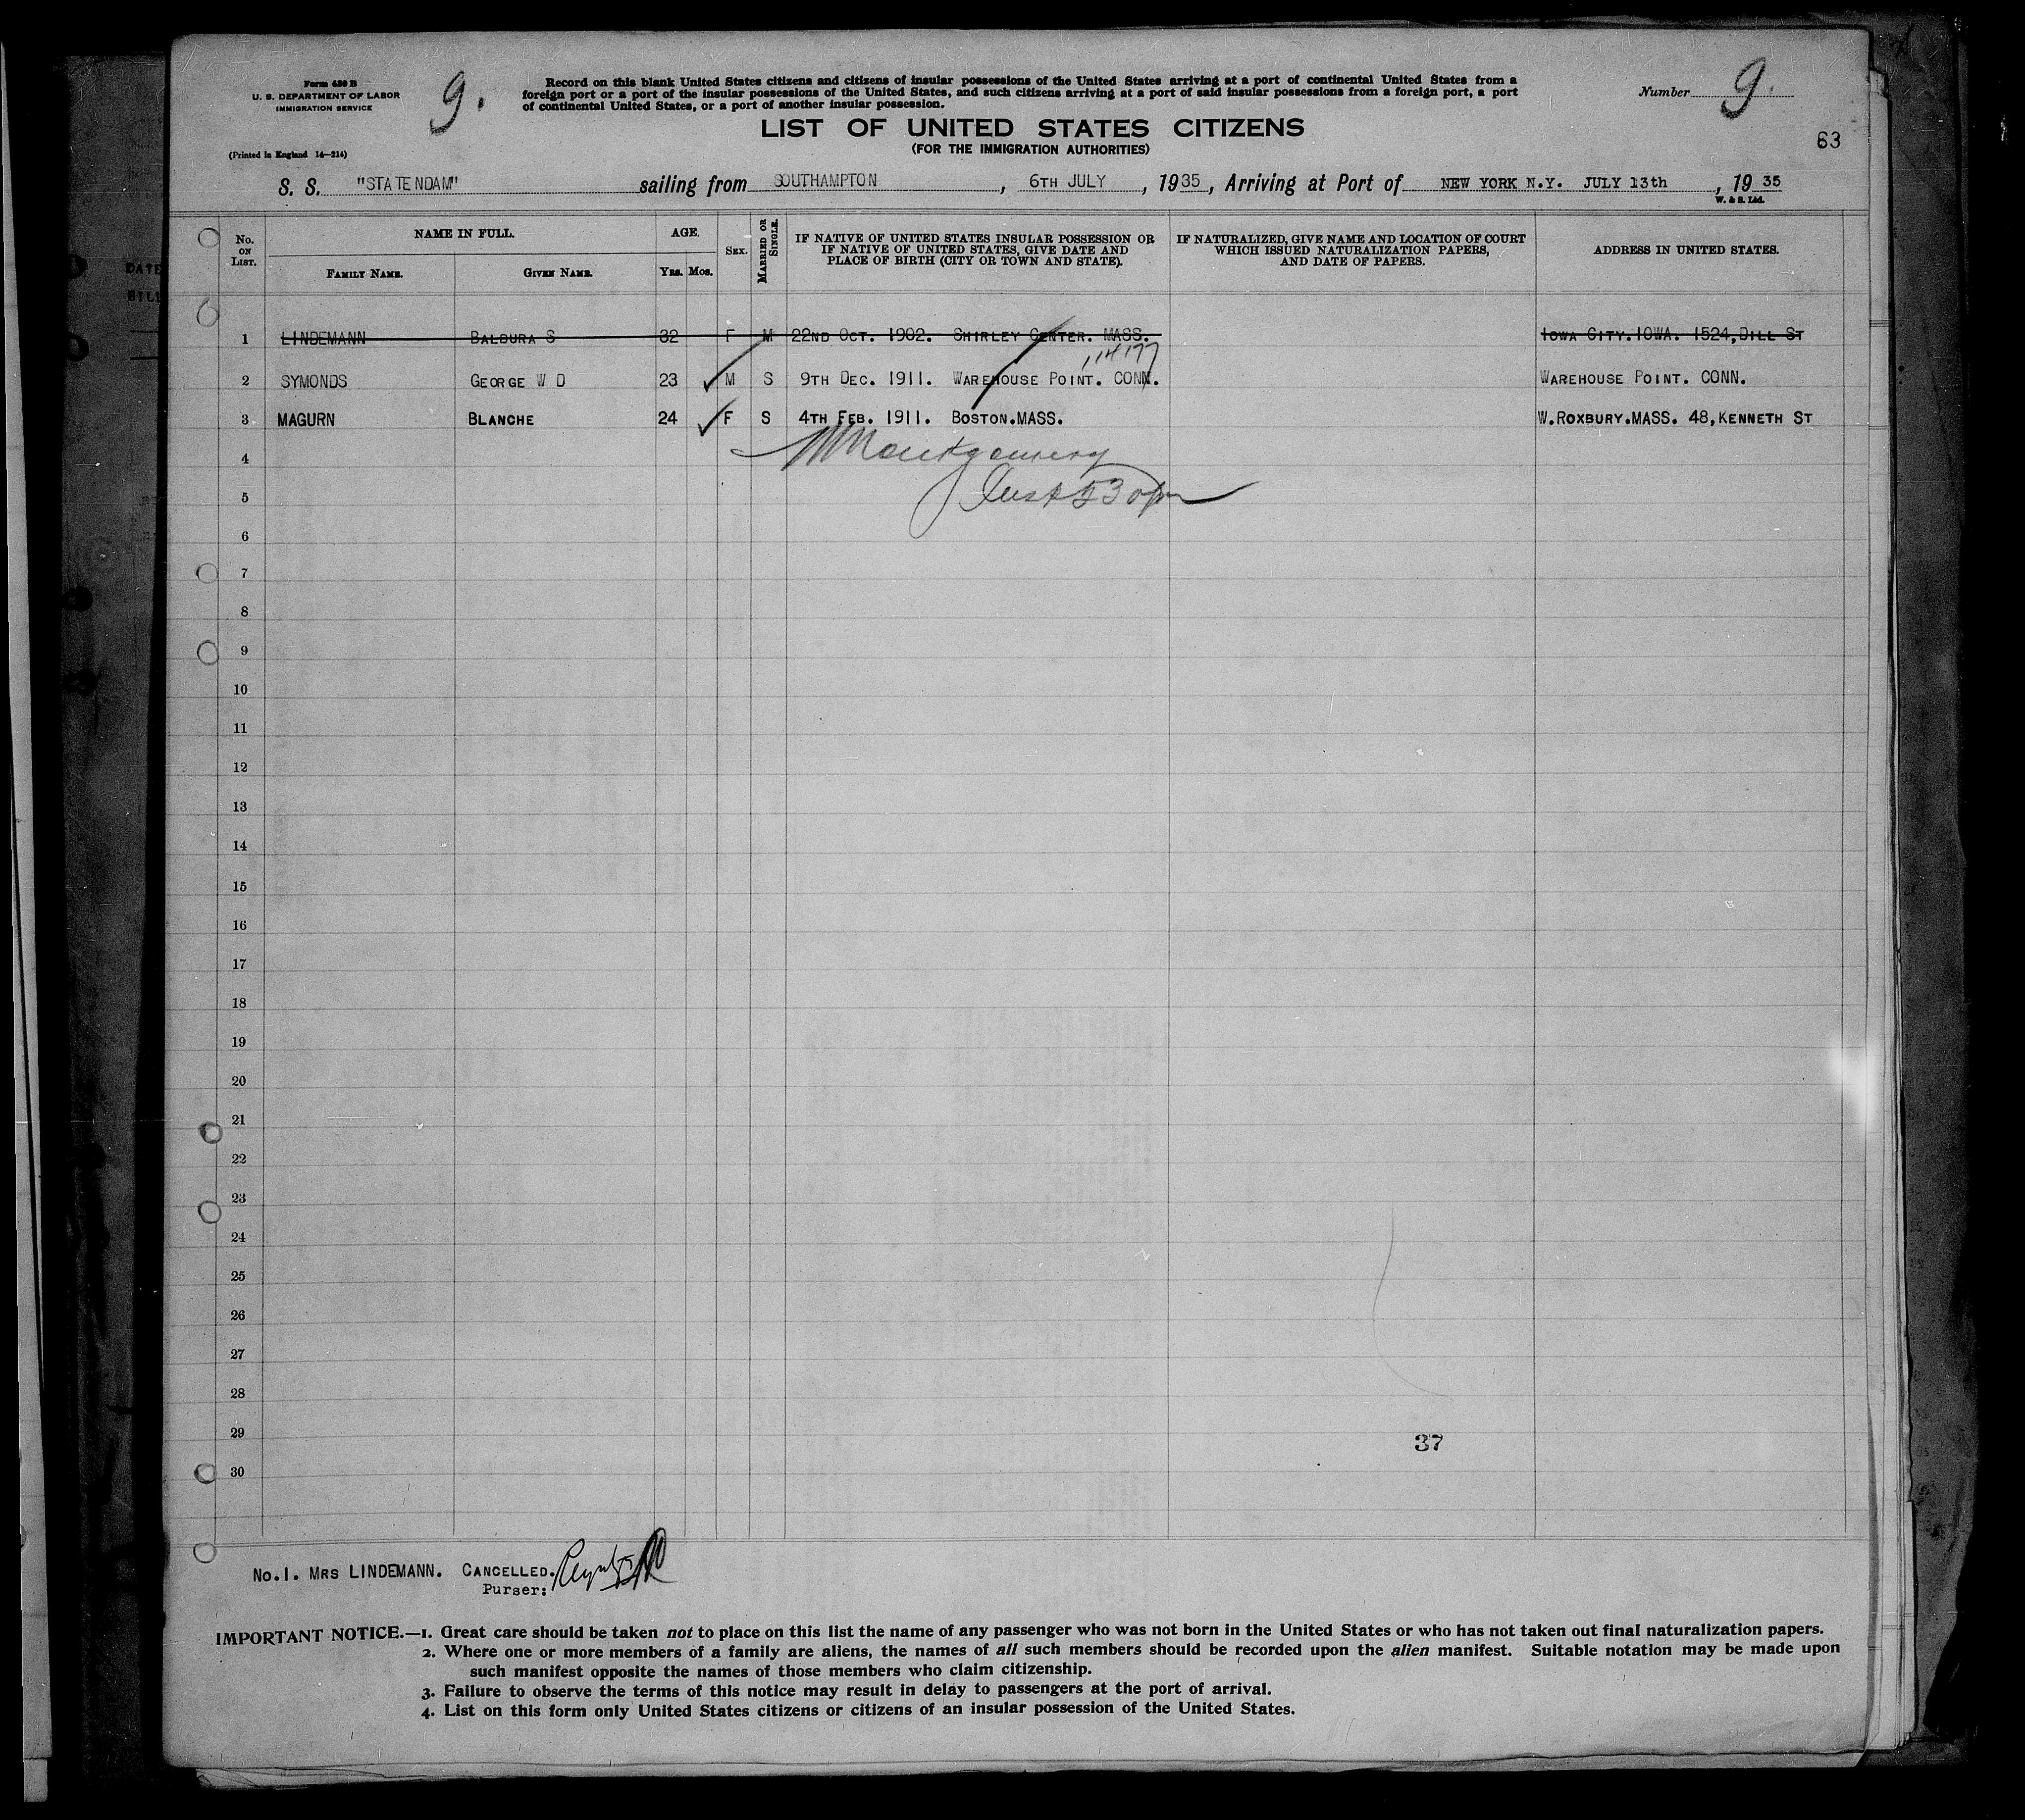 Form 630 B
U. S. DEPARTMENT OF LABOR
IMMIGRATION SERVICE
9.
Record on this blank United States citizens and citizens of insular possessions of the United States arriving at a port of continental United States from a
foreign port or a port of the insular possessions of the United States, and such citizens arriving at a port of said insular possessions from a foreign port, a port
of continental United States, or a port of another insular possession.
Number 9.
LIST OF UNITED STATES CITIZENS
(FOR THE IMMIGRATION AUTHORITIES)
63
(Printed in England 14—214)
S. S. "STATENDAM" sailing from SOUTHAMPTON, 6TH JULY, 1935, Arriving at Port of NEW YORK N.Y. JULY 13th, 19 35
W. & S. Ltd.
No. ON LIST. NAME IN FULL. AGE. SEX. MARRIED OR SINGLE. IF NATIVE OF UNITED STATES INSULAR POSSESSION OR IF NATIVE OF UNITED STATES, GIVE DATE AND PLACE OF BIRTH (CITY OR TOWN AND STATE). IF NATURALIZED, GIVE NAME AND LOCATION OF COURT WHICH ISSUED NATURALIZATION PAPERS, AND DATE OF PAPERS. ADDRESS IN UNITED STATES.
FAMILY NAME. GIVEN NAME. YRS. MOS.
1 LINDEMANN BALDURA S 32 F M 22ND OCT. 1902. SHIRLEY CENTER. MASS. IOWA CITY.IOWA. 1524,DILL ST
2 SYMONDS GEORGE W D 23 M S 9TH DEC. 1911. WAREHOUSE POINT. CONN. WAREHOUSE POINT. CONN.
3 MAGURN BLANCHE 24 F S 4TH FEB. 1911. BOSTON.MASS. W.ROXBURY.MASS. 48,KENNETH ST
4 Montgomery
5
6
7
8
9
10
11
12
13
14
15
16
17
18
19
20
21
22
23
24
25
26
27
28
29 37
30
No.1. MRS LINDEMANN. CANCELLED.
Purser:
IMPORTANT NOTICE.—1. Great care should be taken not to place on this list the name of any passenger who was not born in the United States or who has not taken out final naturalization papers.
2. Where one or more members of a family are aliens, the names of all such members should be recorded upon the alien manifest. Suitable notation may be made upon
such manifest opposite the names of those members who claim citizenship.
3. Failure to observe the terms of this notice may result in delay to passengers at the port of arrival.
4. List on this form only United States citizens or citizens of an insular possession of the United States.